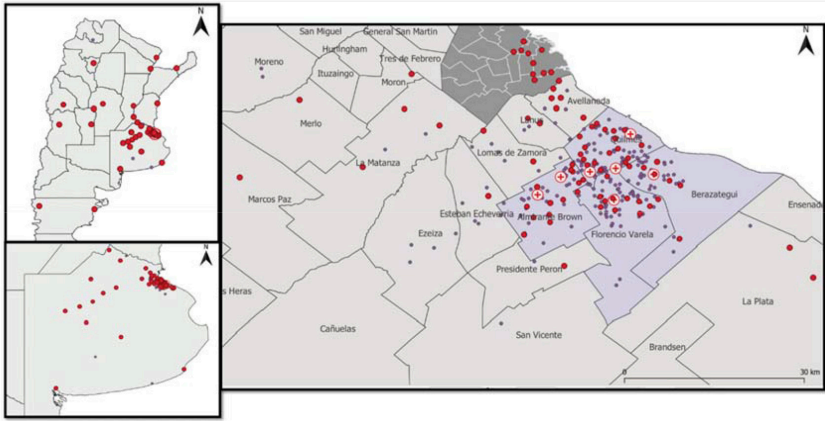 N
N
San Miguel
General San Martin
Hurlingham
Moreno
Tres de Febrero
Ituzaingo
Moron
Avellaneda
Merlo
Lanus
Quilmes
Lomas de Zamora
La Matanza
Marcos Paz
Berazategui
Ensenada
Esteban Echeverria
Almirante Brown
Ezeiza
Florencio Varela
N
Presidente Peron
s Heras
La Plata
Cañuelas
San Vicente
Brandsen
0
30 km